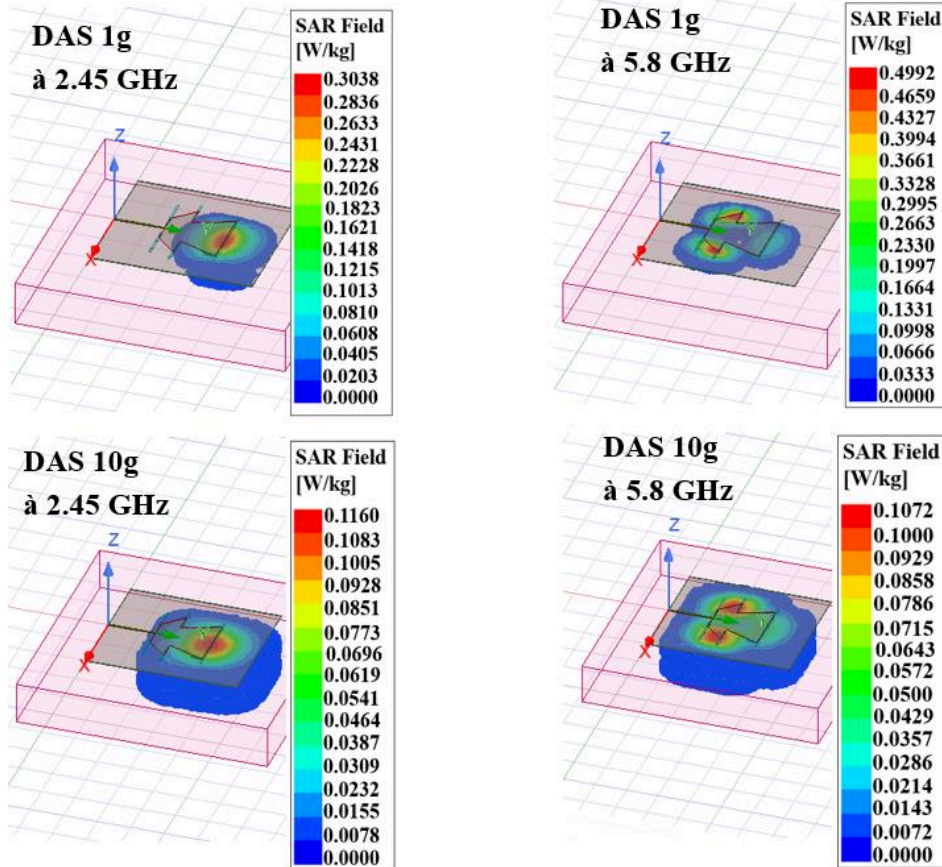 DAS 1g
à 2.45 GHz
SAR Field
[W/kg]
0.3038
0.2836
0.2633
0.2431
0.2228
0.2026
0.1823
0.1621
0.1418
0.1215
0.1013
0.0810
0.0608
0.0405
0.0203
0.0000
Z
X
Y
DAS 1g
à 5.8 GHz
SAR Field
[W/kg]
0.4992
0.4659
0.4327
0.3994
0.3661
0.3328
0.2995
0.2663
0.2330
0.1997
0.1664
0.1331
0.0998
0.0666
0.0333
0.0000
Z
X
Y
DAS 10g
à 2.45 GHz
SAR Field
[W/kg]
0.1160
0.1083
0.1005
0.0928
0.0851
0.0773
0.0696
0.0619
0.0541
0.0464
0.0387
0.0309
0.0232
0.0155
0.0078
0.0000
Z
X
Y
DAS 10g
à 5.8 GHz
SAR Field
[W/kg]
0.1072
0.1000
0.0929
0.0858
0.0786
0.0715
0.0643
0.0572
0.0500
0.0429
0.0357
0.0286
0.0214
0.0143
0.0072
0.0000
Z
X
Y